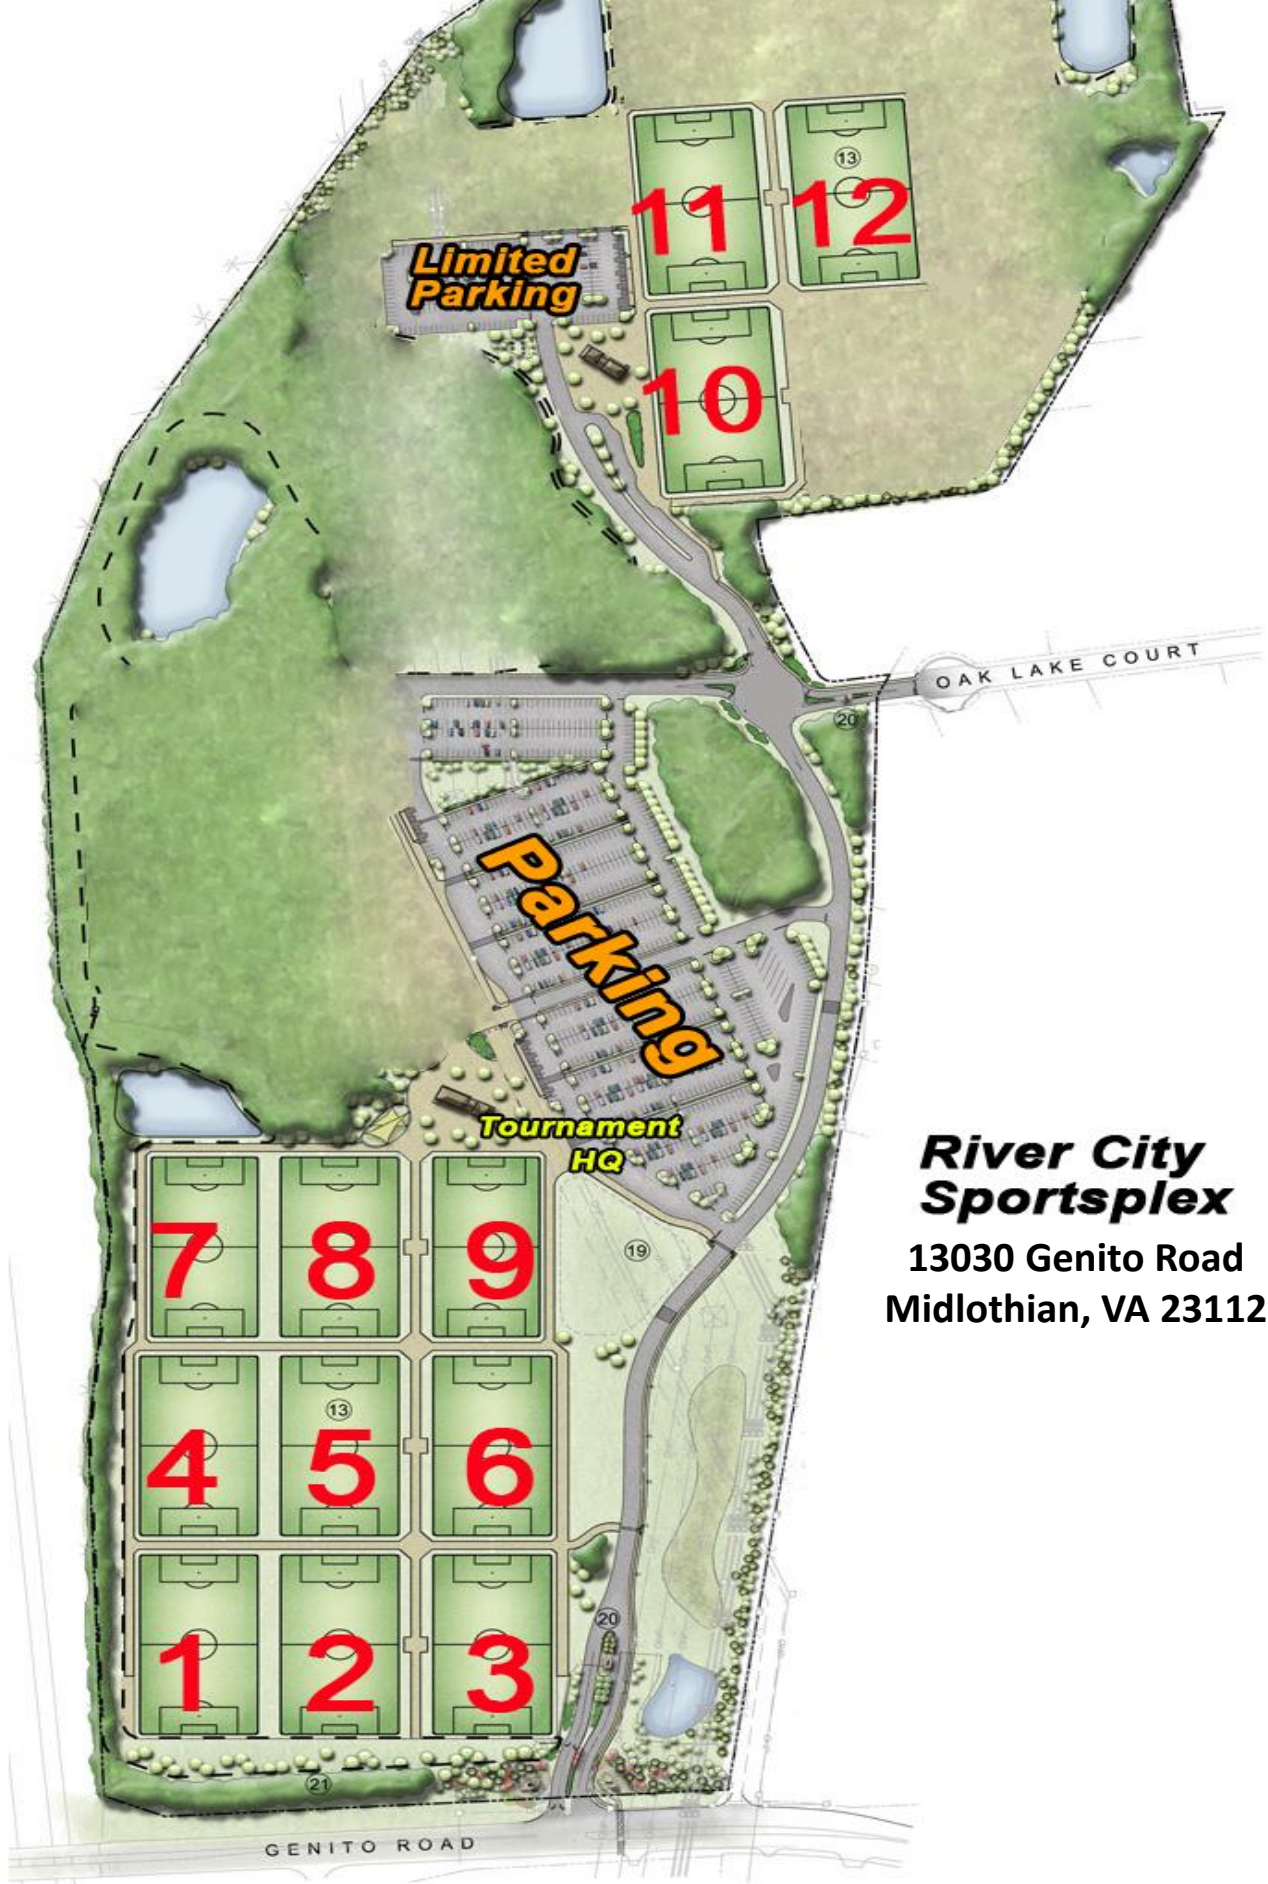 13
11
12
Limited
Parking
10
OAK LAKE COURT
20
Parking
Tournament
HQ
River City
Sportsplex
13030 Genito Road
Midlothian, VA 23112
7
8
9
19
13
4
5
6
20
1
2
3
21
GENITO ROAD